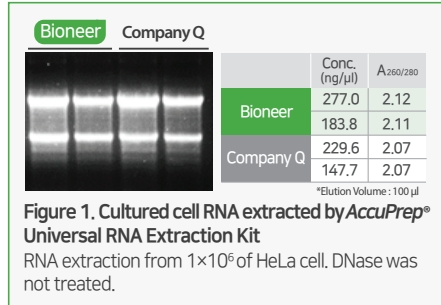 Bioneer Company Q
Conc. (ng/μl) A260/280
Bioneer 277.0 2.12
183.8 2.11
Company Q 229.6 2.07
147.7 2.07
*Elution Volume : 100 μl
Figure 1. Cultured cell RNA extracted by AccuPrep®
Universal RNA Extraction Kit
RNA extraction from 1×10⁶ of HeLa cell. DNase was
not treated.